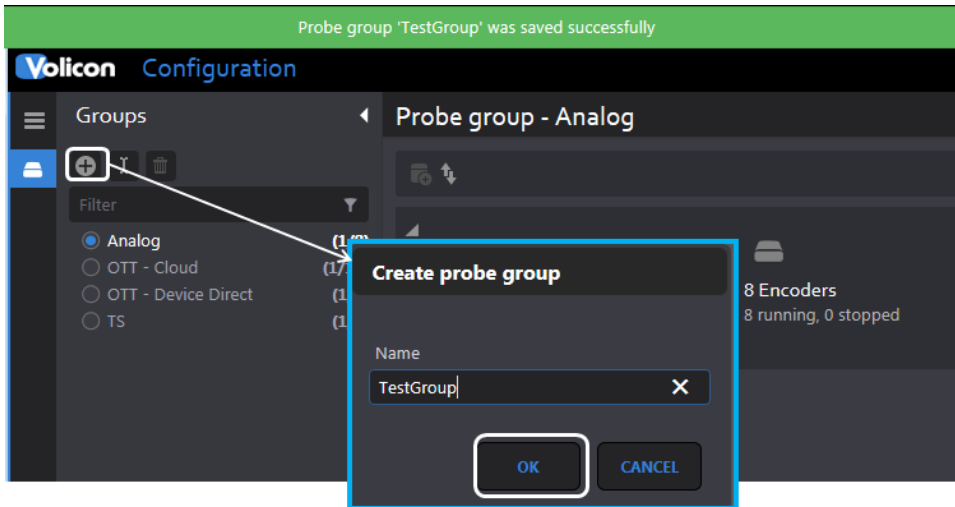 Probe group 'TestGroup' was saved successfully
Volicon Configuration
Groups
Probe group - Analog
Filter
Analog
OTT - Cloud
OTT - Device Direct
TS
Create probe group
Name
TestGroup
OK CANCEL
8 Encoders
8 running, 0 stopped